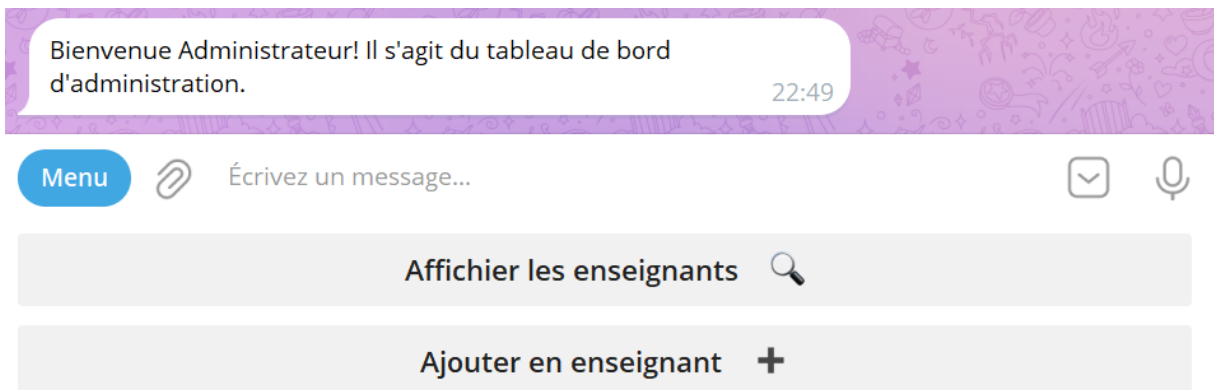 Bienvenue Administrateur! Il s'agit du tableau de bord
d'administration.
22:49
Menu
Écrivez un message...
Affichier les enseignants
Ajouter en enseignant